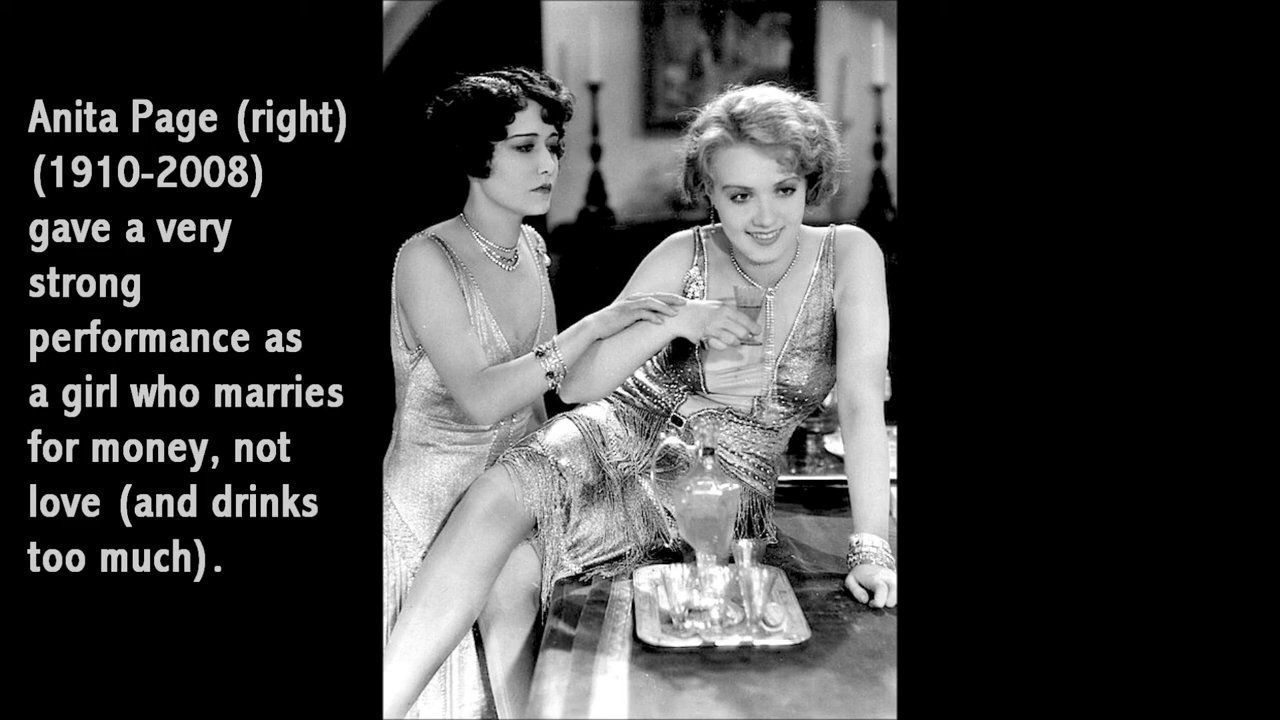 Anita Page (right)
(1910-2008)
gave a very
strong
performance as
a girl who marries
for money, not
love (and drinks
too much).